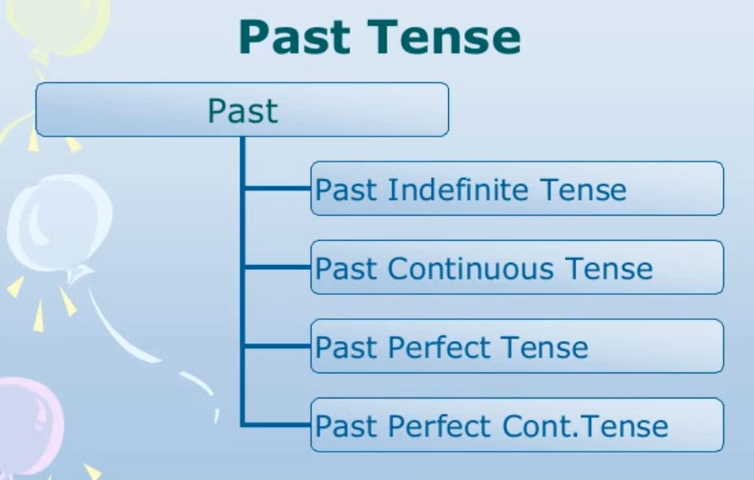 Past Tense
Past
Past Indefinite Tense
Past Continuous Tense
Past Perfect Tense
Past Perfect Cont.Tense